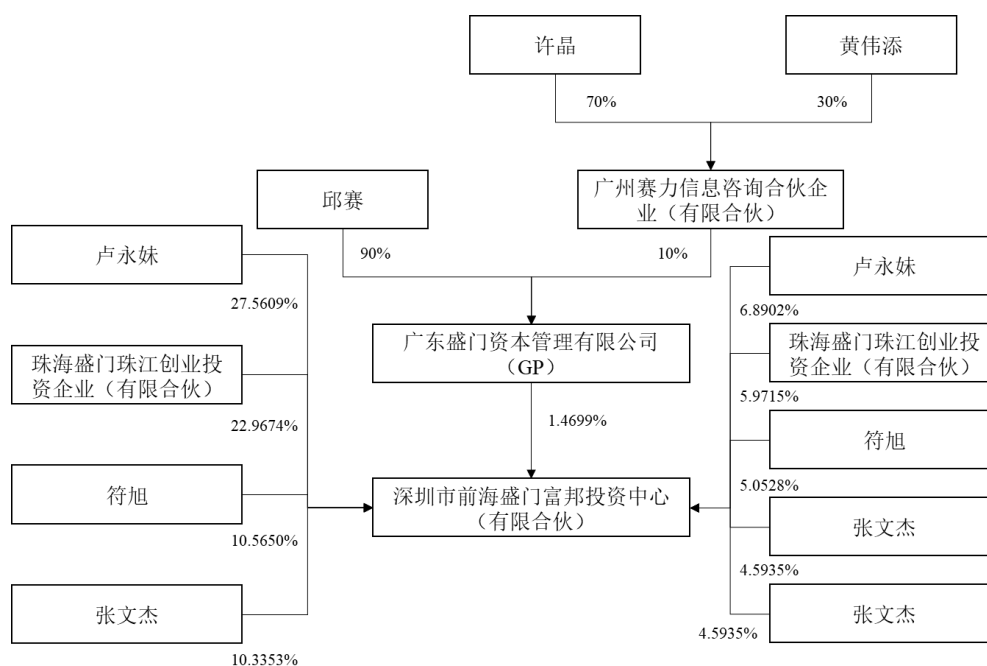 许晶
黄伟添
70%
30%
邱赛
广州赛力信息咨询合伙企
业（有限合伙）
90%
10%
卢永妹
27.5609%
卢永妹
6.8902%
广东盛门资本管理有限公司
（GP）
珠海盛门珠江创业投
资企业（有限合伙）
22.9674%
珠海盛门珠江创业投
资企业（有限合伙）
5.9715%
1.4699%
符旭
10.5650%
符旭
5.0528%
深圳市前海盛门富邦投资中心
（有限合伙）
张文杰
4.5935%
张文杰
10.3353%
张文杰
4.5935%